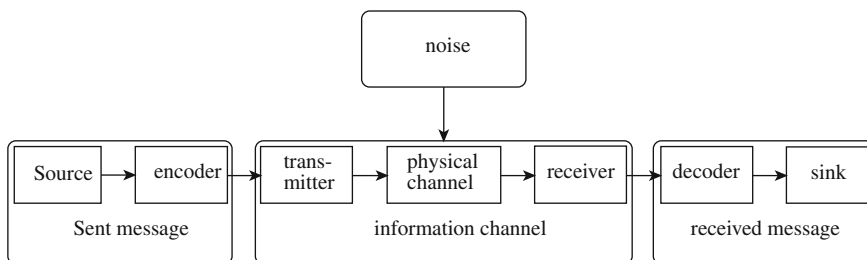 noise
Source
encoder
trans-
mitter
physical
channel
receiver
decoder
sink
Sent message
information channel
received message